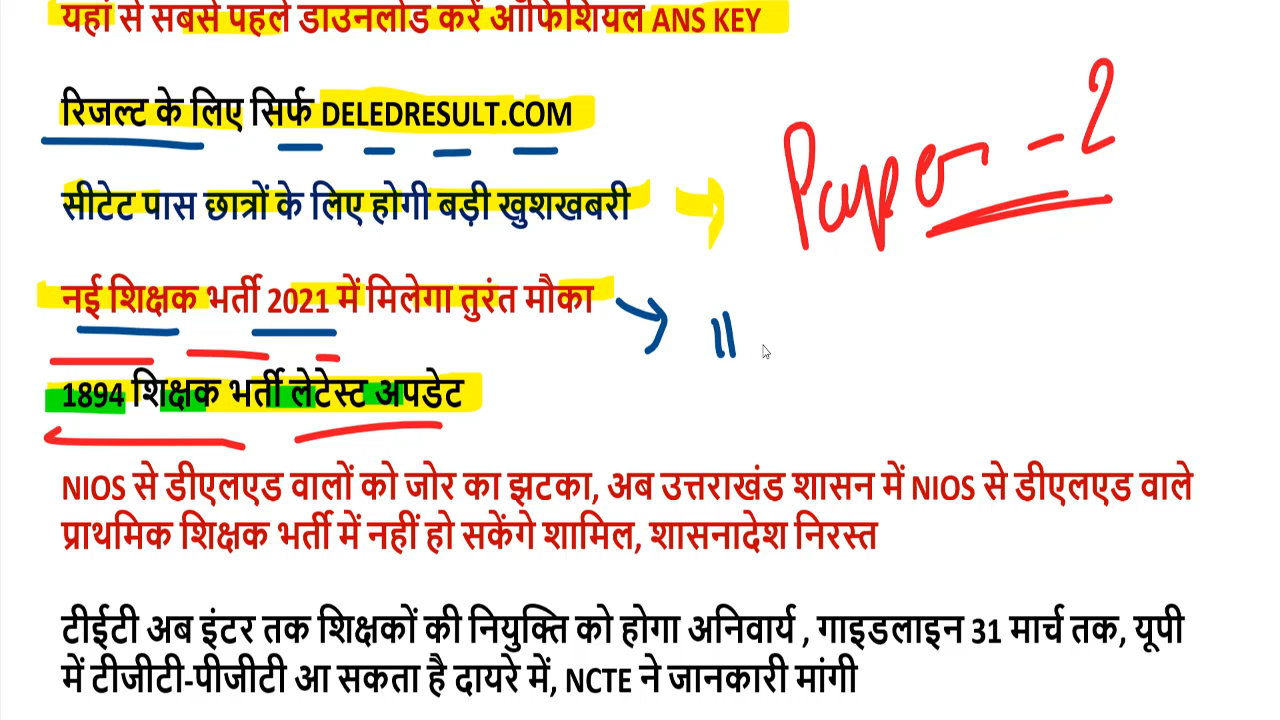 यहां से सबसे पहले डाउनलोड करें ऑफिशियल ANS KEY
रिजल्ट के लिए सिर्फ DELEDRESULT.COM
Paper - 2
सीटेट पास छात्रों के लिए होगी बड़ी खुशखबरी
नई शिक्षक भर्ती 2021 में मिलेगा तुरंत मौका
1894 शिक्षक भर्ती लेटेस्ट अपडेट
NIOS से डीएलएड वालों को जोर का झटका, अब उत्तराखंड शासन में NIOS से डीएलएड वाले
प्राथमिक शिक्षक भर्ती में नहीं हो सकेंगे शामिल, शासनादेश निरस्त
टीईटी अब इंटर तक शिक्षकों की नियुक्ति को होगा अनिवार्य , गाइडलाइन 31 मार्च तक, यूपी
में टीजीटी-पीजीटी आ सकता है दायरे में, NCTE ने जानकारी मांगी